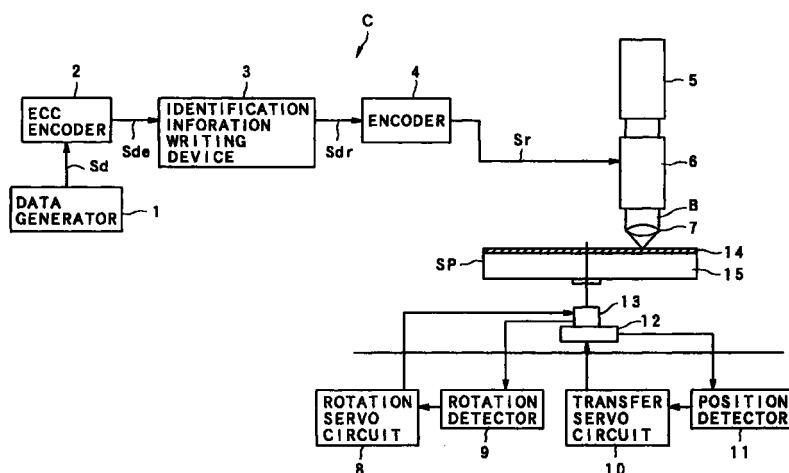 C
2
3
4
5
ECC
ENCODER
IDENTIFICATION
INFORATION
WRITING
DEVICE
ENCODER
Sde
Sdr
Sr
6
Sd
DATA
GENERATOR
1
B
7
14
SP
15
13
12
ROTATION
SERVO
CIRCUIT
ROTATION
DETECTOR
TRANSFER
SERVO
CIRCUIT
POSITION
DETECTOR
8
9
10
11